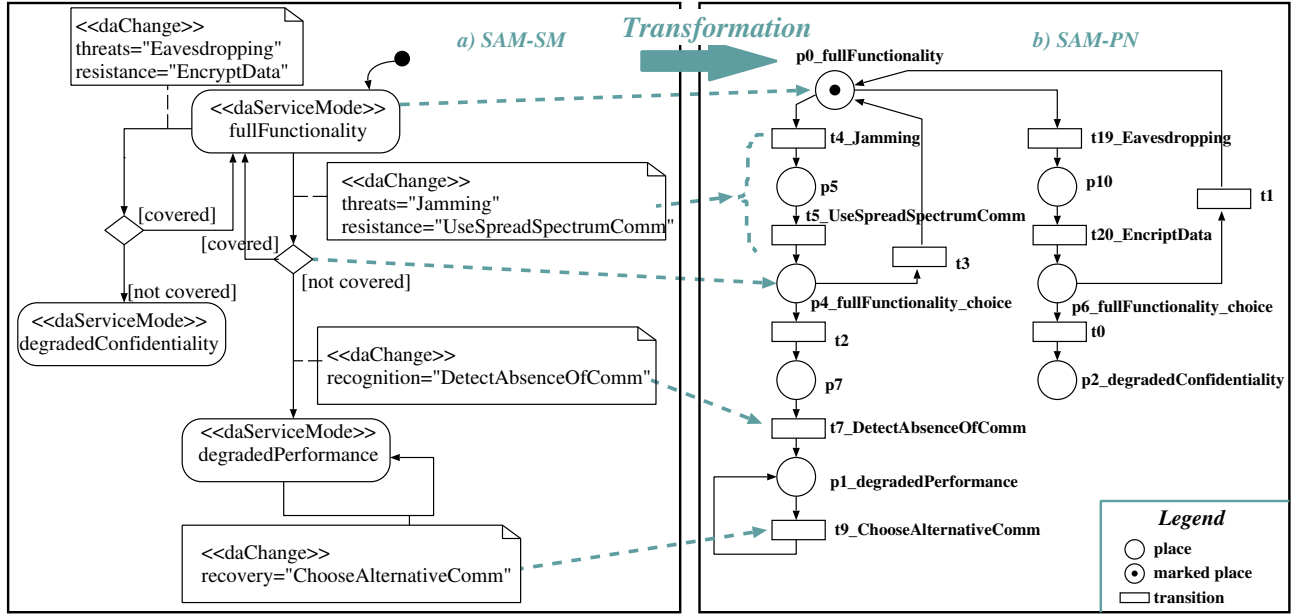 <<daChange>>
threats="Eavesdropping
resistance="EncryptData"
a) SAM-SM
Transformation
b) SAM-PN
<<daServiceMode>>
fullFunctionality
<<daChange>>
threats="Jamming"
resistance="UseSpreadSpectrumComm"
[covered]
[covered]
[not covered]
[not covered]
<<daServiceMode>>
degradedConfidentiality
<<daChange>>
recognition="DetectAbsenceOfComm"
<<daServiceMode>>
degradedPerformance
<<daChange>>
recovery="ChooseAlternativeComm"
p0_fullFunctionality
t4_Jamming
p5
t5_UseSpreadSpectrumComm
t3
p4_fullFunctionality_choice
t2
p7
t7_DetectAbsenceOfComm
p1_degradedPerformance
t9_ChooseAlternativeComm
t19_Eavesdropping
p10
t1
t20_EncriptData
p6_fullFunctionality_choice
t0
p2_degradedConfidentiality
Legend
place
marked place
transition